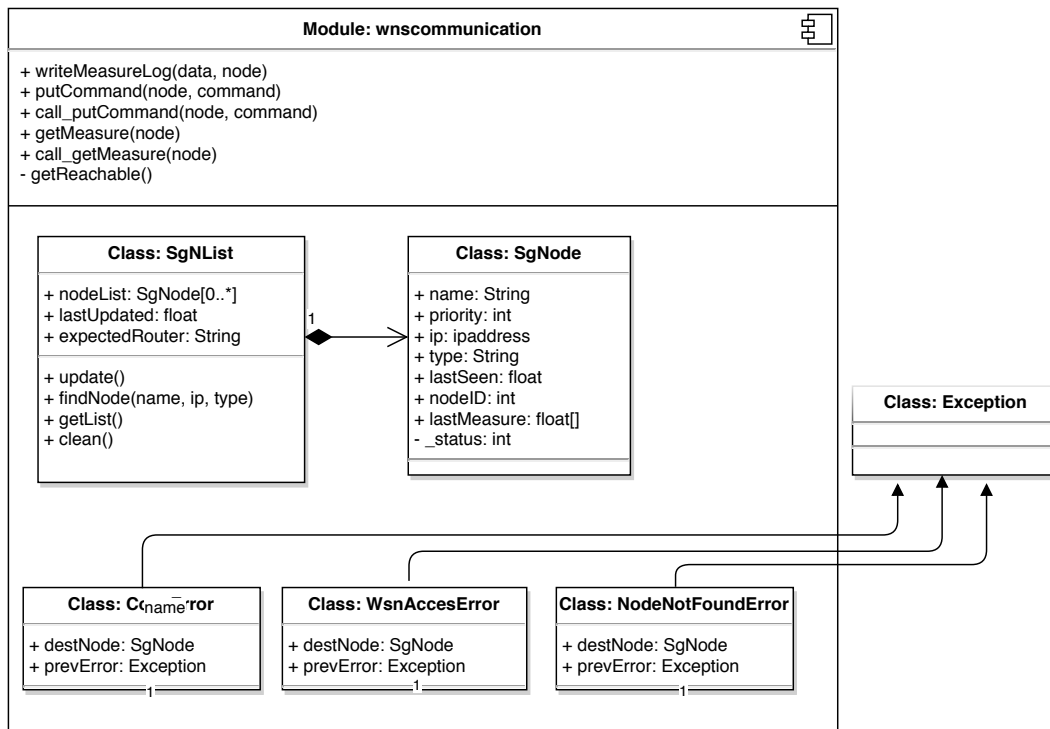 Module: wnscommunication
+ writeMeasureLog(data, node)
+ putCommand(node, command)
+ call_putCommand(node, command)
+ getMeasure(node)
+ call_getMeasure(node)
- getReachable()
Class: SgNList
+ nodeList: SgNode[0..*]
+ lastUpdated: float
+ expectedRouter: String
+ update()
+ findNode(name, ip, type)
+ getList()
+ clean()
1
Class: SgNode
+ name: String
+ priority: int
+ ip: ipaddress
+ type: String
+ lastSeen: float
+ nodeID: int
+ lastMeasure: float[]
- _status: int
Class: Exception
Class:
name
+ destNode: SgNode
+ prevError: Exception
1
Class: WsnAccesError
+ destNode: SgNode
+ prevError: Exception
1
Class: NodeNotFoundError
+ destNode: SgNode
+ prevError: Exception
1